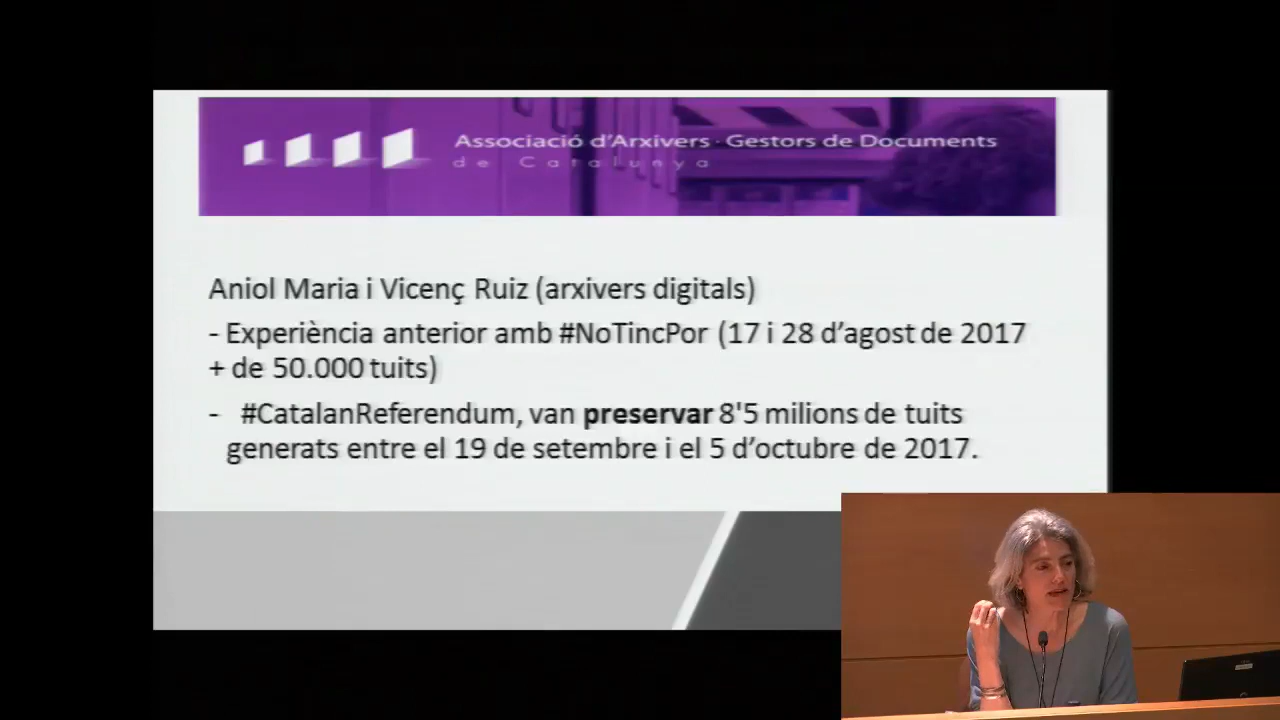 Associació d'Arxivers · Gestors de Documents
de Catalunya
Aniol Maria i Vicenç Ruiz (arxivers digitals)
- Experiència anterior amb #NoTincPor (17 i 28 d’agost de 2017
+ de 50.000 tuits)
- #CatalanReferendum, van preservar 8'5 milions de tuits
generats entre el 19 de setembre i el 5 d’octubre de 2017.